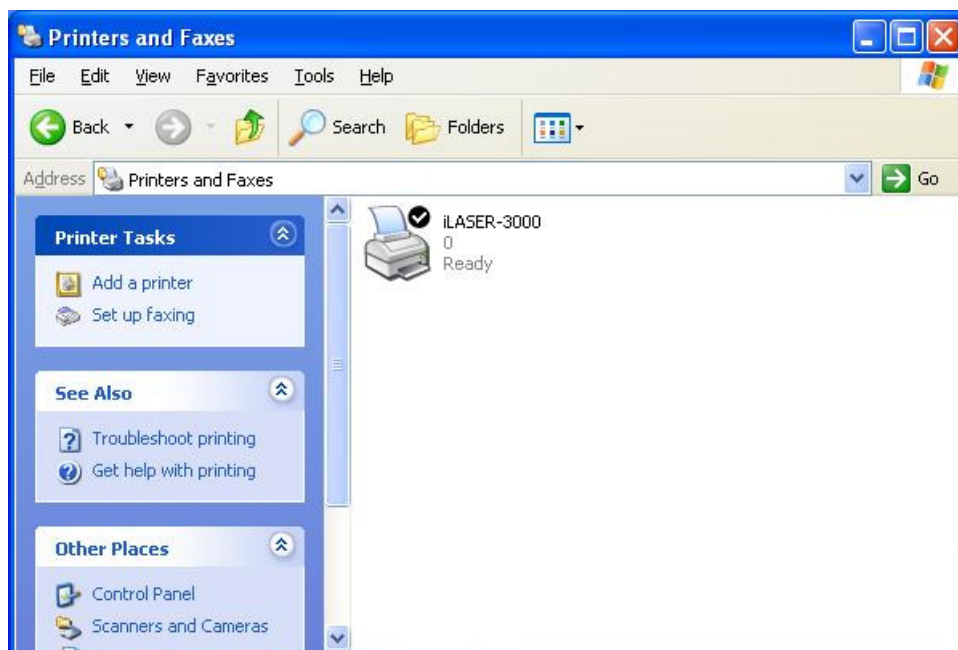 Printers and Faxes
File Edit View Favorites Tools Help
Back Search Folders
Address Printers and Faxes Go
Printer Tasks
Add a printer
Set up faxing
See Also
Troubleshoot printing
Get help with printing
Other Places
Control Panel
Scanners and Cameras
iLASER-3000
0
Ready